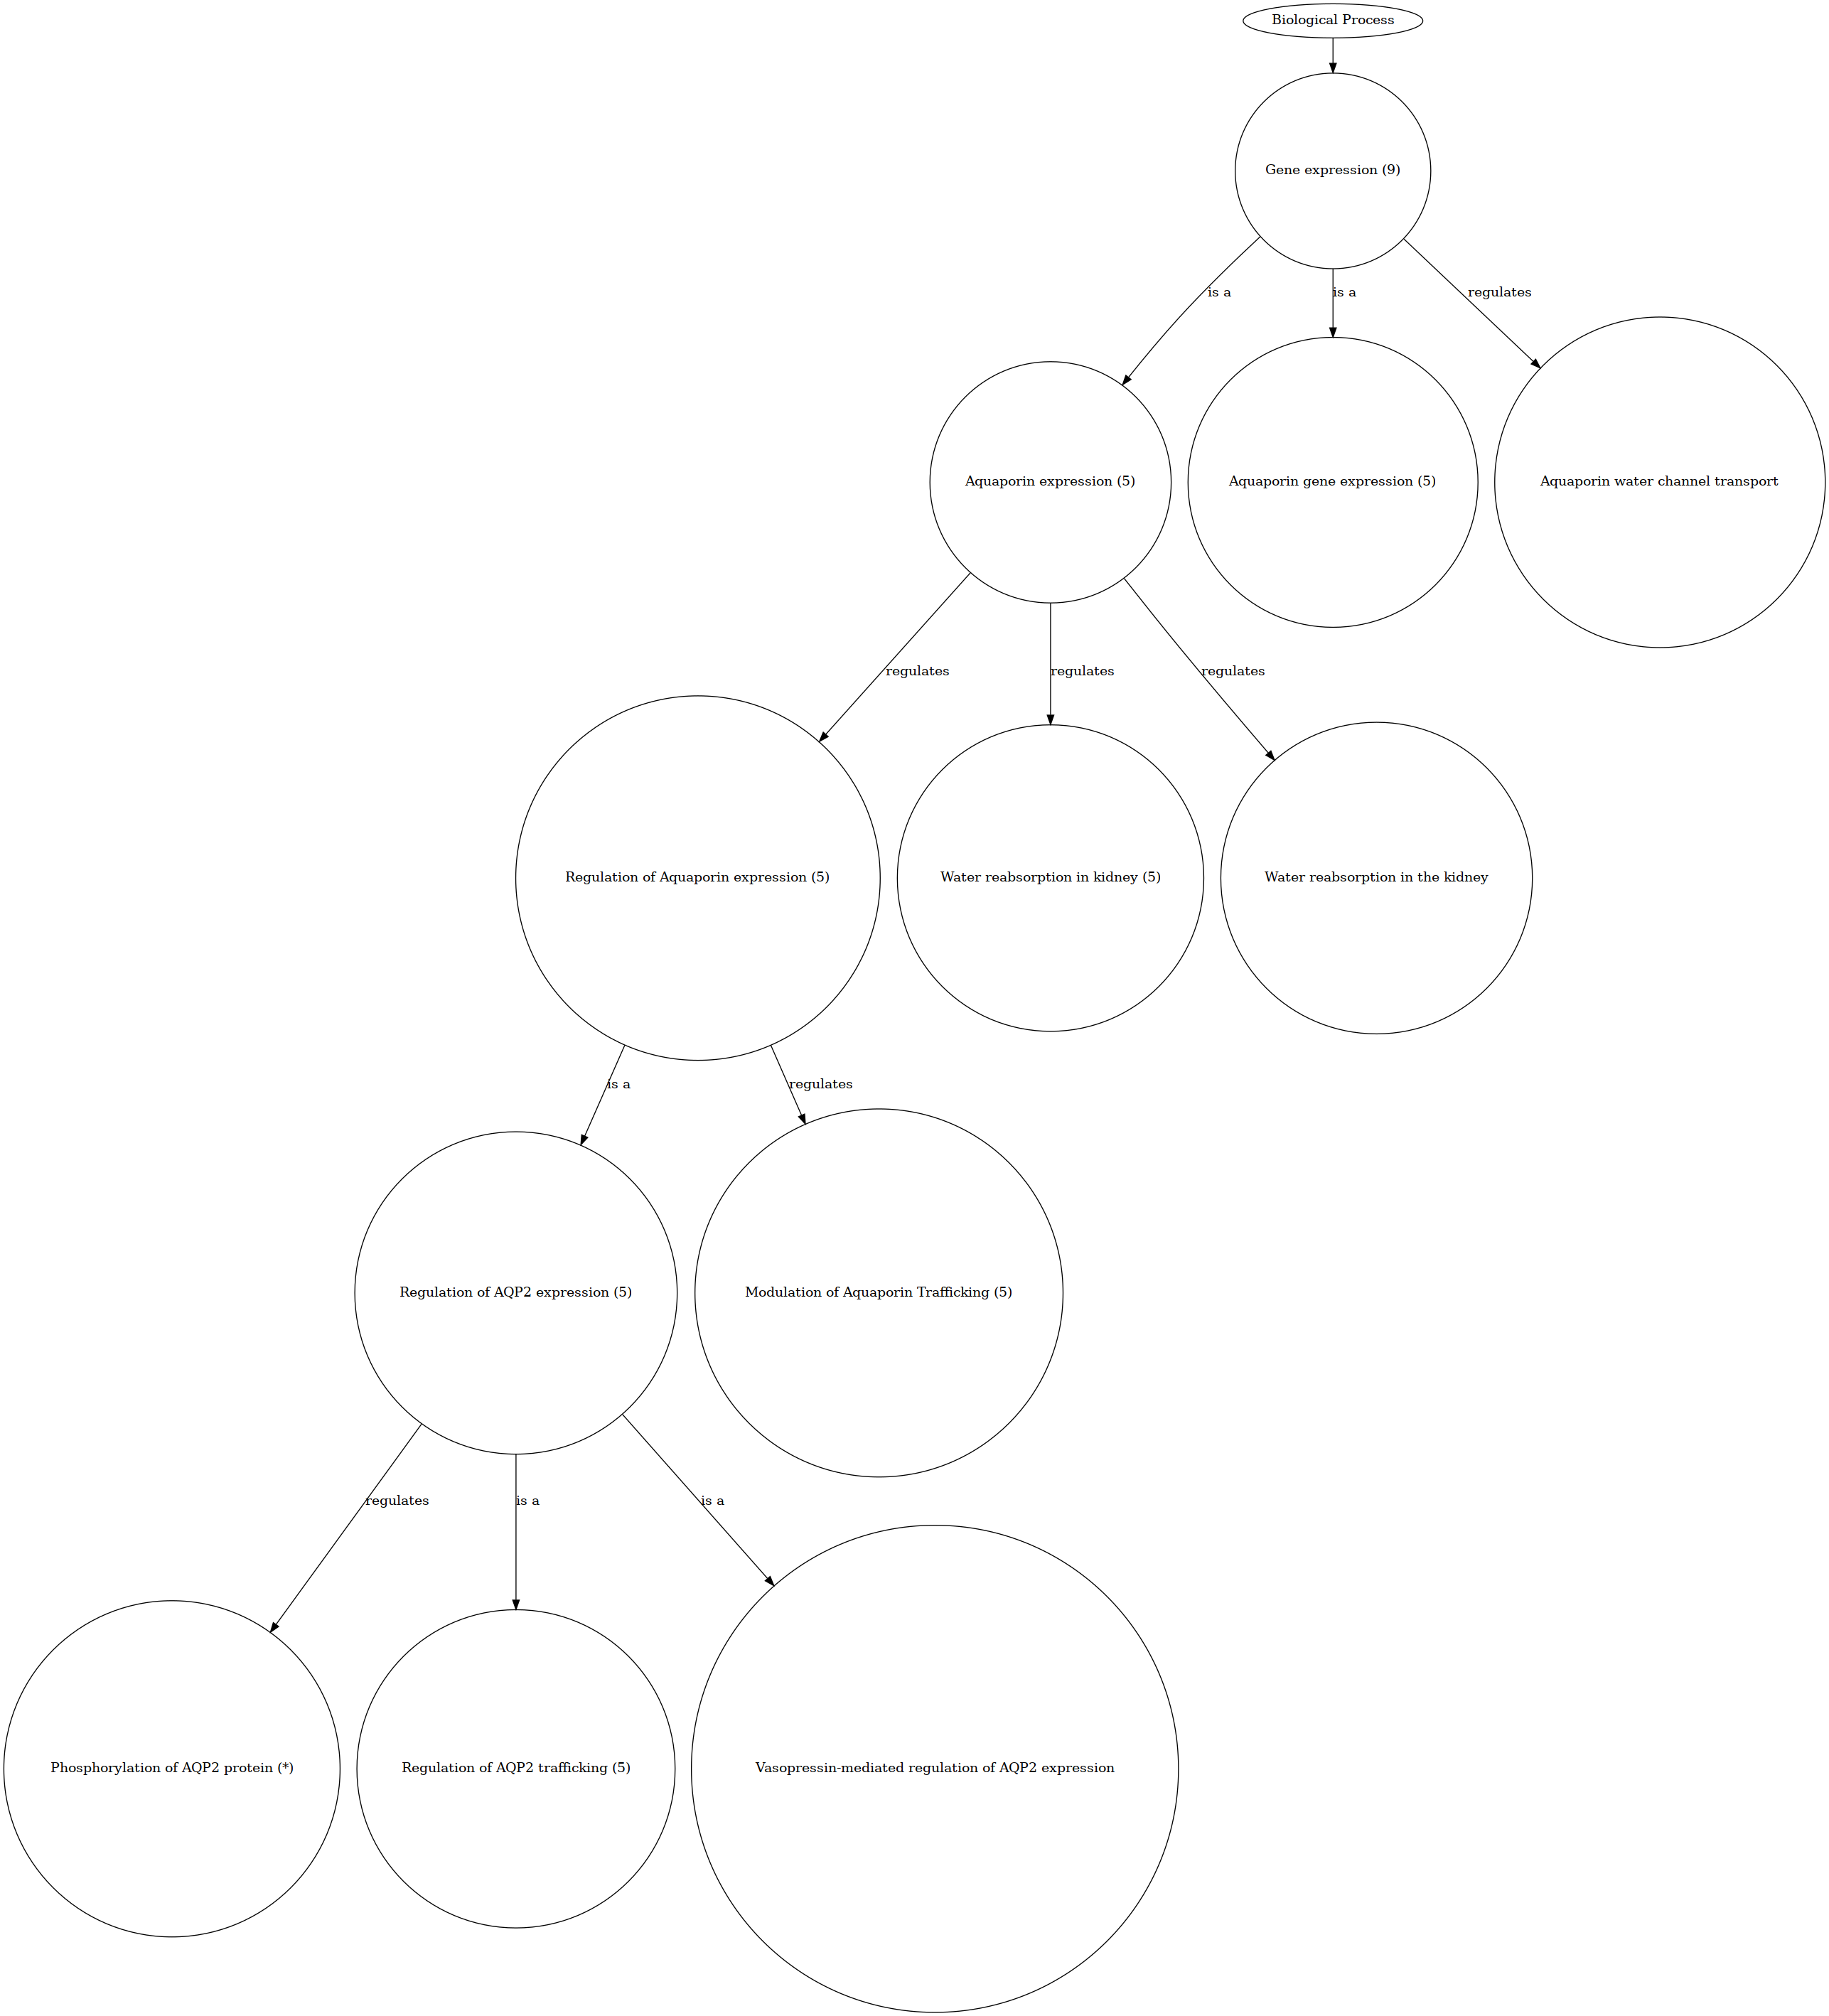 Biological Process
Gene expression (9)
is a
is a
regulates
Aquaporin expression (5)
Aquaporin gene expression (5)
Aquaporin water channel transport
regulates
regulates
regulates
Regulation of Aquaporin expression (5)
Water reabsorption in kidney (5)
Water reabsorption in the kidney
is a
regulates
Regulation of AQP2 expression (5)
Modulation of Aquaporin Trafficking (5)
regulates
is a
is a
Phosphorylation of AQP2 protein (*)
Regulation of AQP2 trafficking (5)
Vasopressin-mediated regulation of AQP2 expression